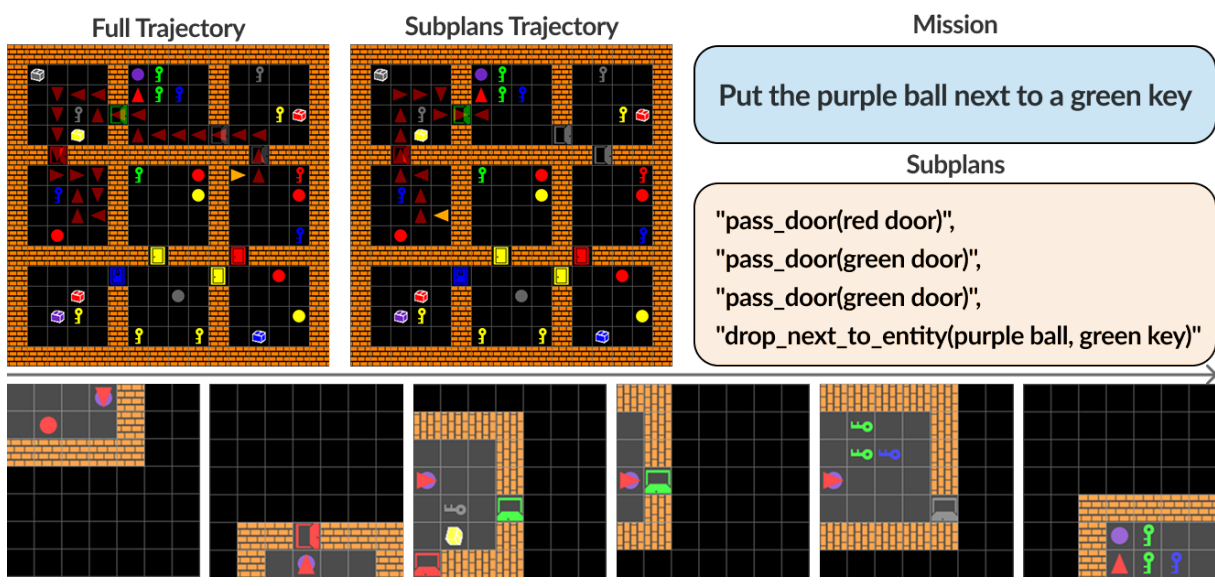 Full Trajectory
Subplans Trajectory
Mission
Put the purple ball next to a green key
Subplans
"pass_door(red door)",
"pass_door(green door)",
"pass_door(green door)",
"drop_next_to_entity(purple ball, green key)"